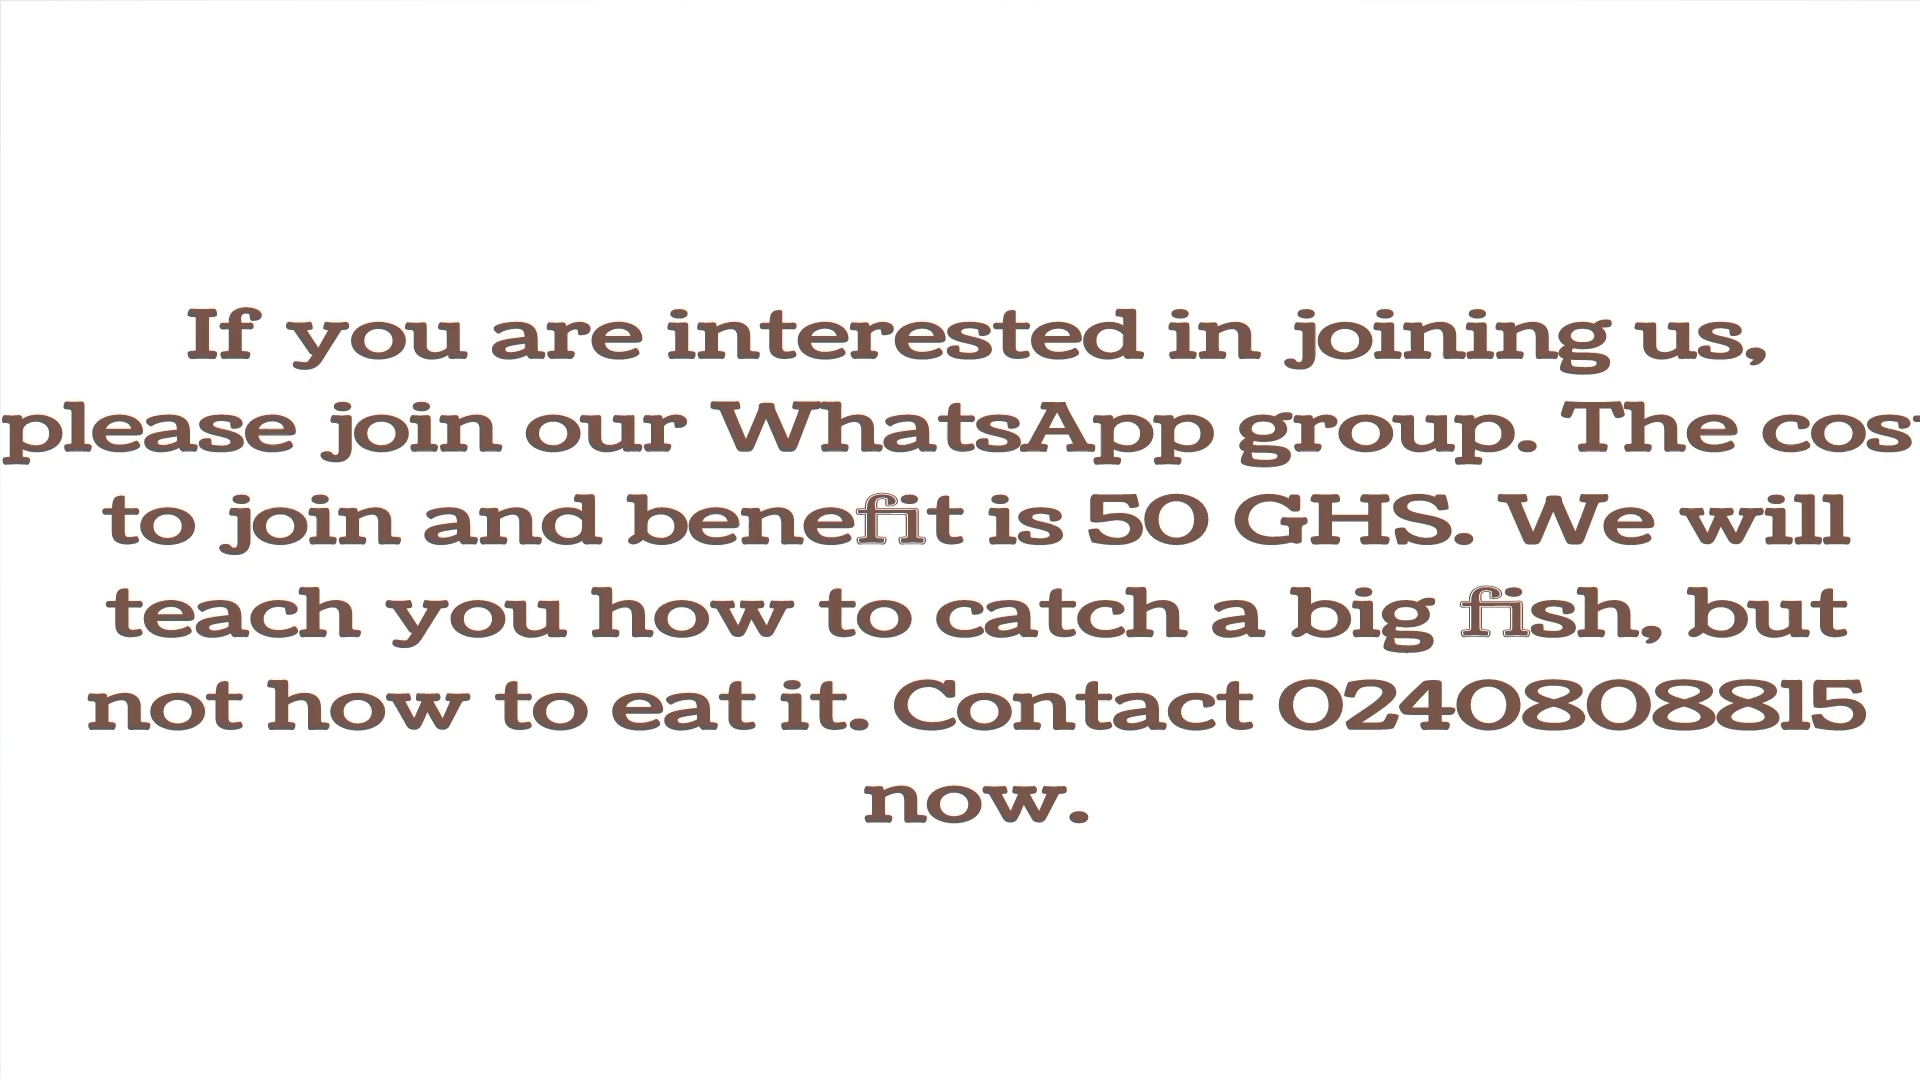 If you are interested in joining us,
please join our WhatsApp group. The cost
to join and benefit is 50 GHS. We will
teach you how to catch a big fish, but
not how to eat it. Contact 0240808815
now.